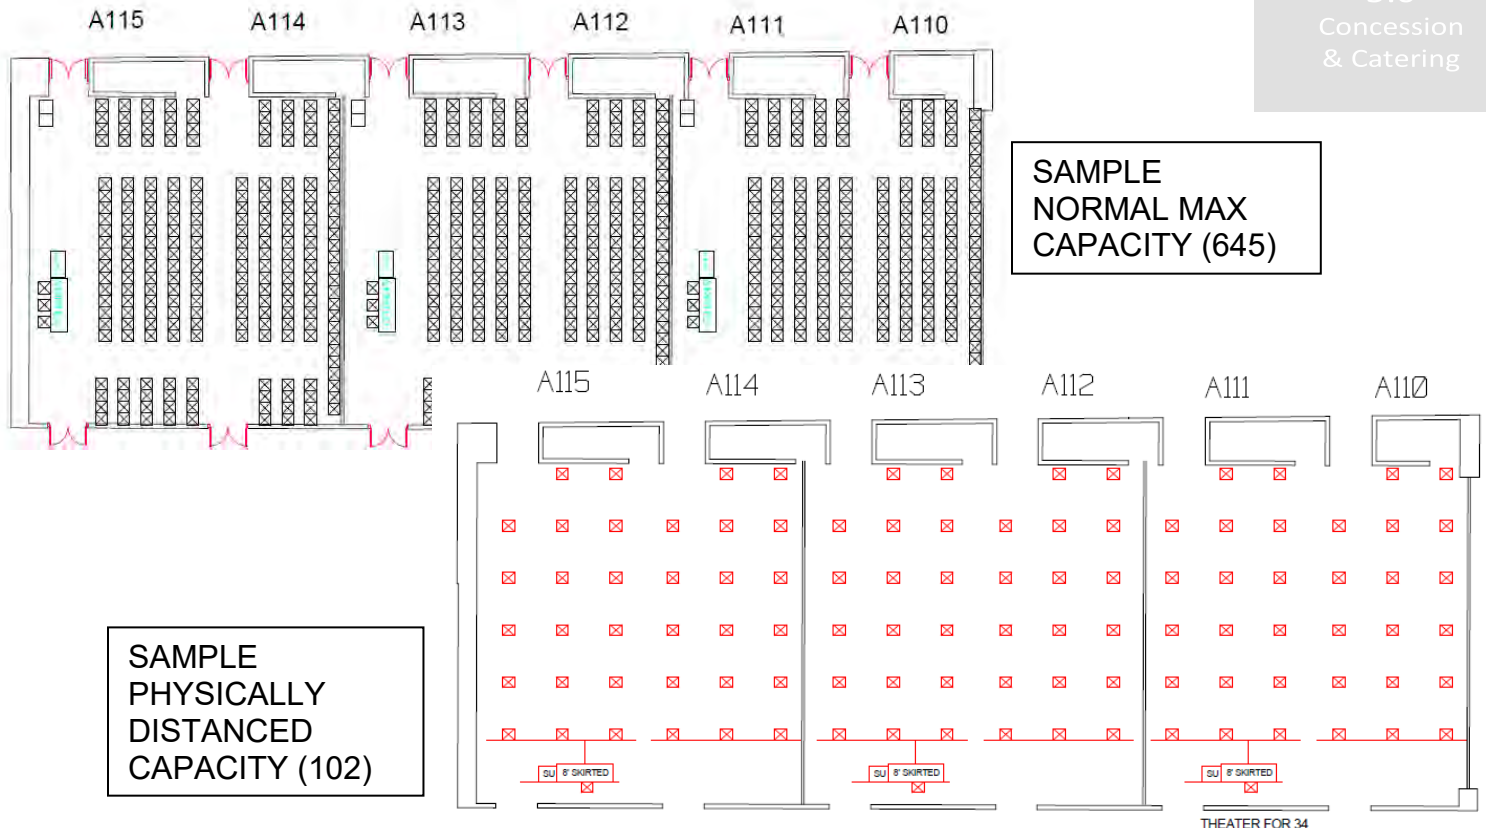 A115 A114 A113 A112 A111 A110
Concession
& Catering
SAMPLE
NORMAL MAX
CAPACITY (645)
A115 A114 A113 A112 A111 A110
SAMPLE
PHYSICALLY
DISTANCED
CAPACITY (102)
SU 8' SKIRTED SU 8' SKIRTED SU 8' SKIRTED
THEATER FOR 34